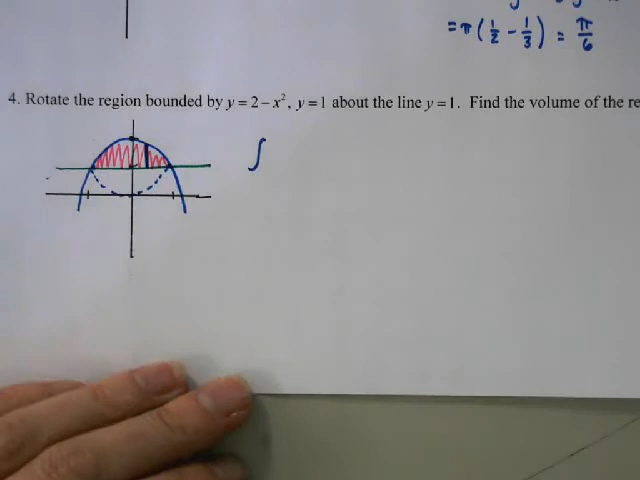 = π ( 1/2 - 1/3 ) = π/6
4. Rotate the region bounded by y = 2 – x², y = 1 about the line y = 1. Find the volume of the
∫